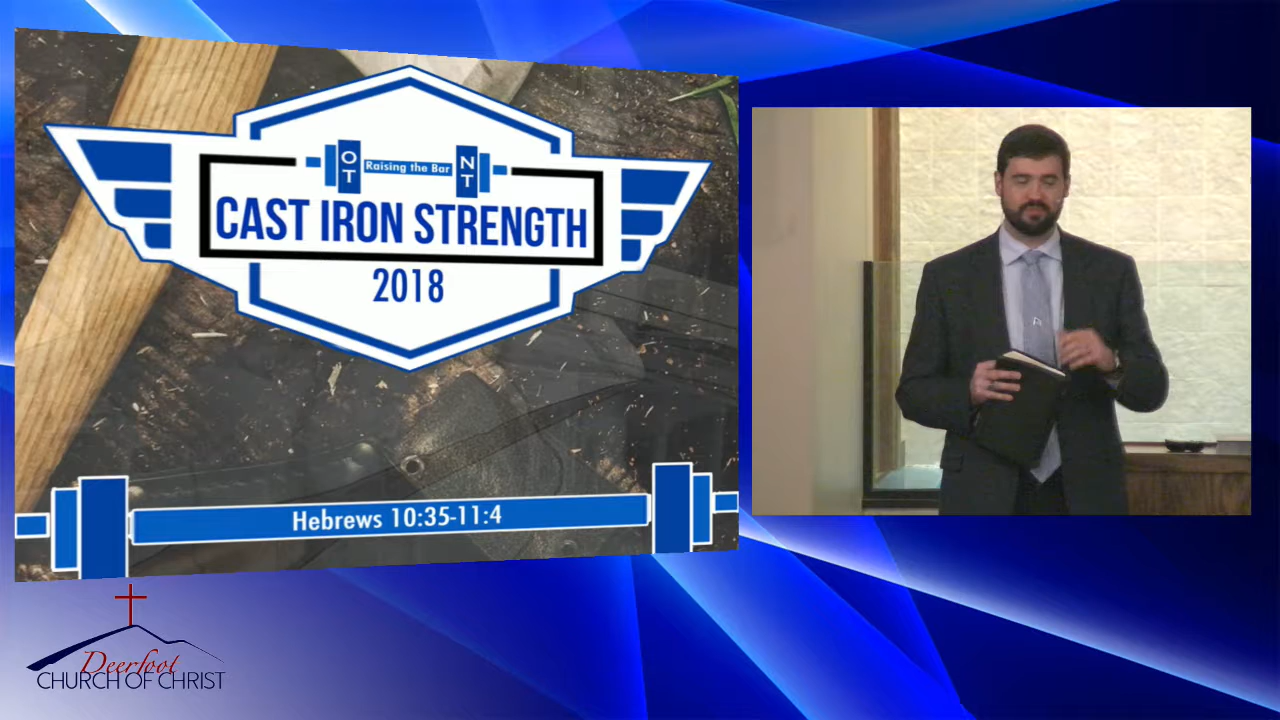 OT
Raising the Bar
NT
CAST IRON STRENGTH
2018
Hebrews 10:35-11:4
Deerfoot
CHURCH OF CHRIST